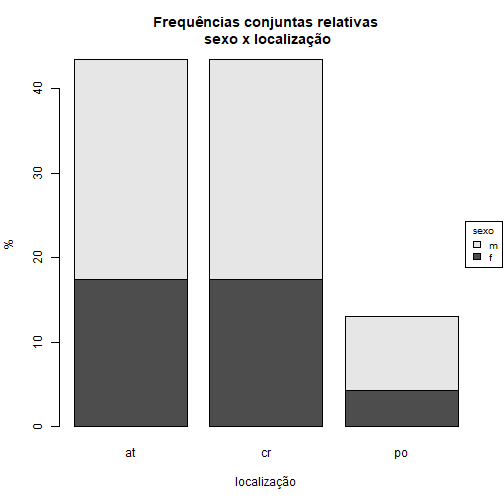 Frequências conjuntas relativas
sexo x localização
%
40
30
20
10
0
at
cr
po
localização
sexo
m
f